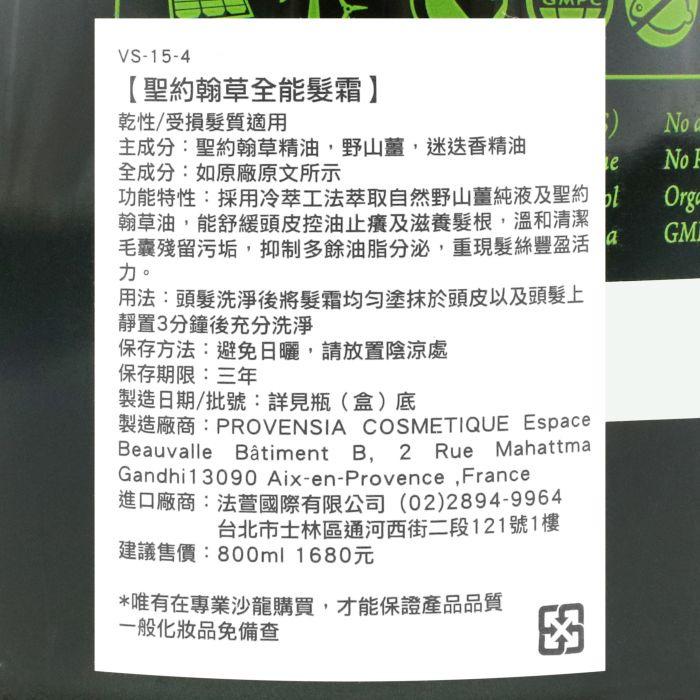 GMPC
VS-15-4
【聖約翰草全能髮霜】
乾性/受損髮質適用
主成分：聖約翰草精油，野山薑，迷迭香精油
全成分：如原廠原文所示
功能特性：採用冷萃工法萃取自然野山薑純液及聖約
翰草油，能舒緩頭皮控油止癢及滋養髮根，溫和清潔
毛囊殘留污垢，抑制多餘油脂分泌，重現髮絲豐盈活
力。
用法：頭髮洗淨後將髮霜均勻塗抹於頭皮以及頭髮上
靜置3分鐘後充分洗淨
保存方法：避免日曬，請放置陰涼處
保存期限：三年
製造日期/批號：詳見瓶（盒）底
製造廠商：PROVENSIA COSMETIQUE Espace
Beauvalle Bâtiment B, 2 Rue Mahattma
Gandhi13090 Aix-en-Provence ,France
進口廠商：法萱國際有限公司 (02)2894-9964
台北市士林區通河西街二段121號1樓
建議售價：800ml 1680元
*唯有在專業沙龍購買，才能保證產品品質
一般化妝品免備查
No
No